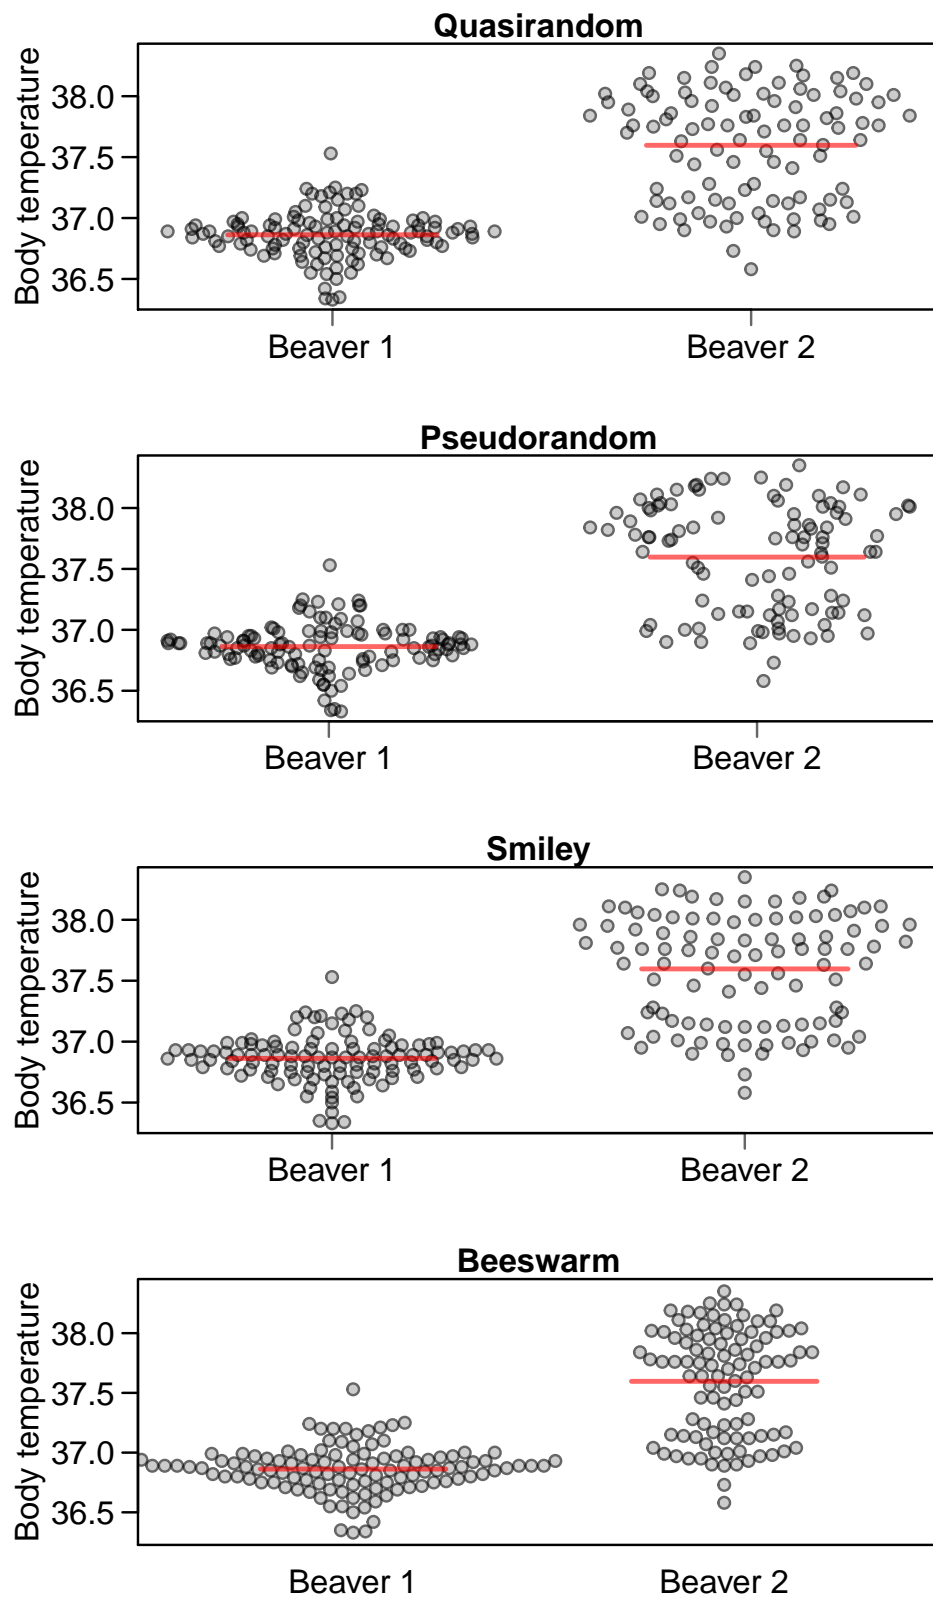 Quasirandom
Body temperature
38.0
37.5
37.0
36.5
Beaver 1 Beaver 2
Pseudorandom
Body temperature
38.0
37.5
37.0
36.5
Beaver 1 Beaver 2
Smiley
Body temperature
38.0
37.5
37.0
36.5
Beaver 1 Beaver 2
Beeswarm
Body temperature
38.0
37.5
37.0
36.5
Beaver 1 Beaver 2